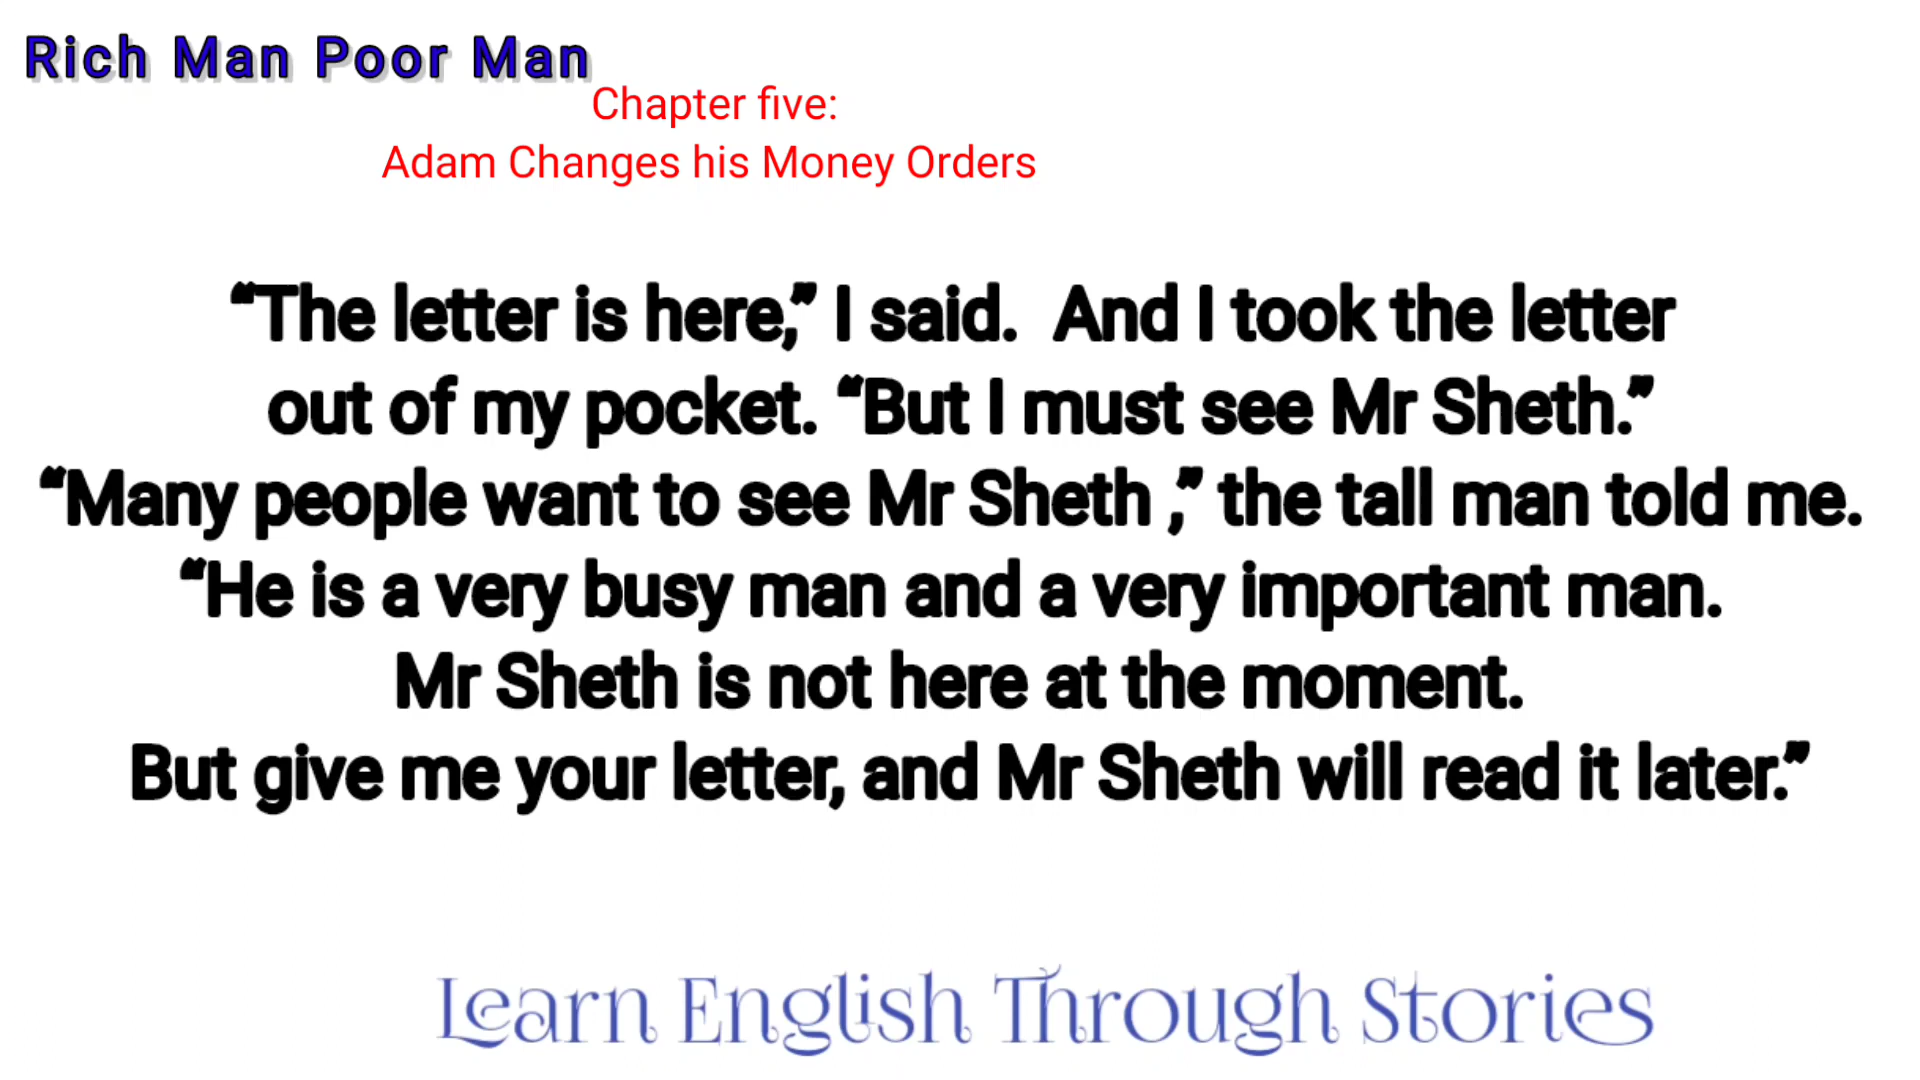 Rich Man Poor Man
Chapter five:
Adam Changes his Money Orders
“The letter is here,” I said.  And I took the letter
out of my pocket. “But I must see Mr Sheth.”
“Many people want to see Mr Sheth ,” the tall man told me.
“He is a very busy man and a very important man.
Mr Sheth is not here at the moment.
But give me your letter, and Mr Sheth will read it later.”
Learn English Through Stories